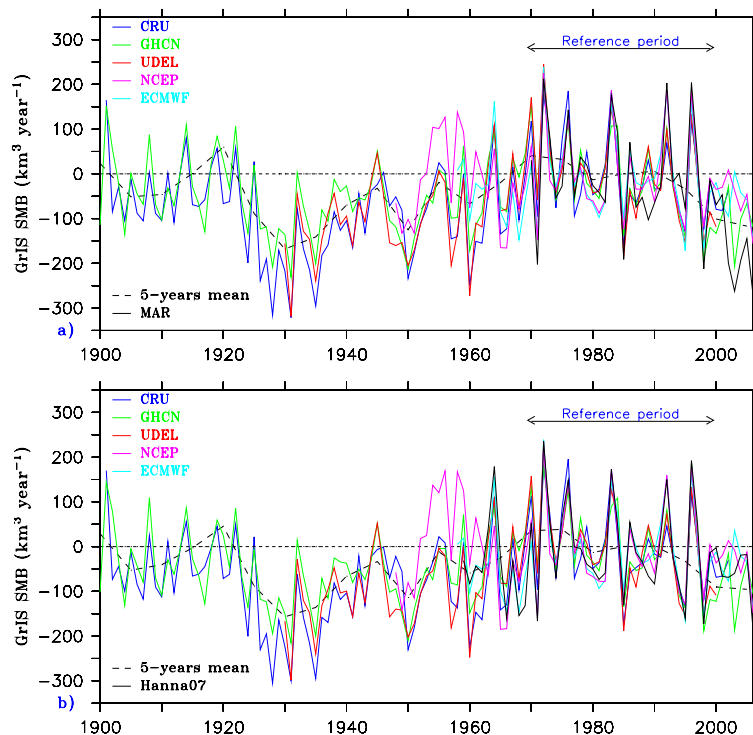 350
300
200
100
0
−100
−200
−300
GrIS SMB (km³ year⁻¹)
CRU
GHCN
UDEL
NCEP
ECMWF
Reference period
5−years mean
MAR
a)
1900 1920 1940 1960 1980 2000
300
200
100
0
−100
−200
−300
GrIS SMB (km³ year⁻¹)
CRU
GHCN
UDEL
NCEP
ECMWF
Reference period
5−years mean
Hanna07
b)
1900 1920 1940 1960 1980 2000